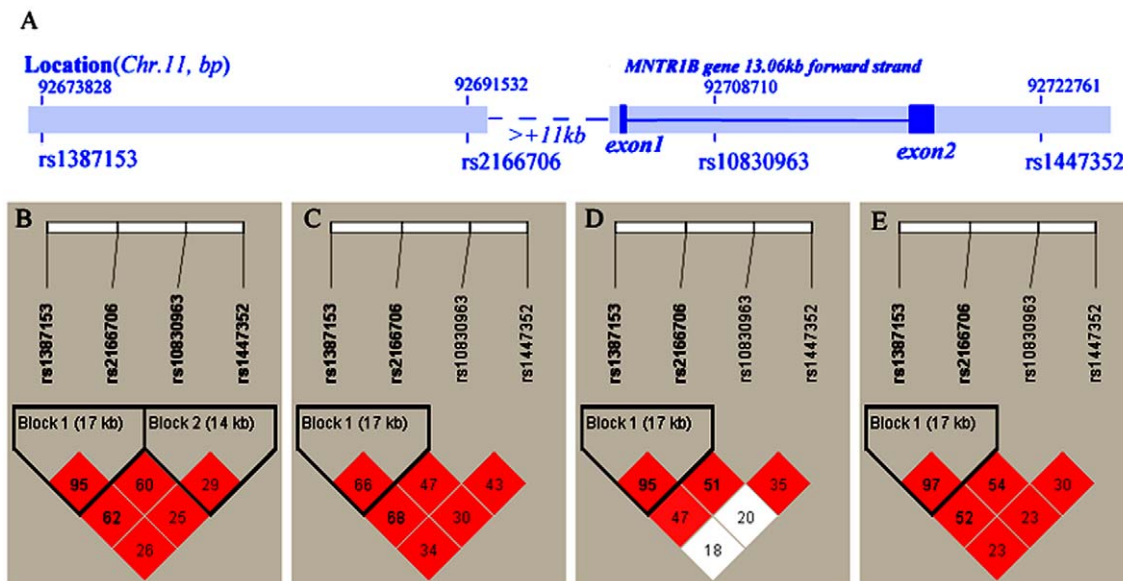 A
Location(Chr.11, bp)
MNTR1B gene 13.06kb forward strand
92673828
92691532
92708710
92722761
>+11kb
exon1
exon2
rs1387153
rs2166706
rs10830963
rs1447352
B
rs1387153
rs2166706
rs10830963
rs1447352
Block 1 (17 kb)
Block 2 (14 kb)
95
60
29
62
25
26
C
rs1387153
rs2166706
rs10830963
rs1447352
Block 1 (17 kb)
66
47
43
68
30
34
D
rs1387153
rs2166706
rs10830963
rs1447352
Block 1 (17 kb)
95
51
35
47
20
18
E
rs1387153
rs2166706
rs10830963
rs1447352
Block 1 (17 kb)
97
54
30
52
23
23